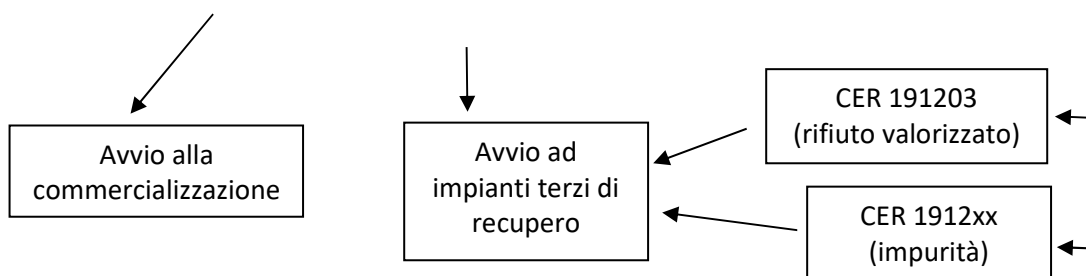 Avvio alla
commercializzazione
Avvio ad
impianti terzi di
recupero
CER 191203
(rifiuto valorizzato)
CER 1912xx
(impurità)